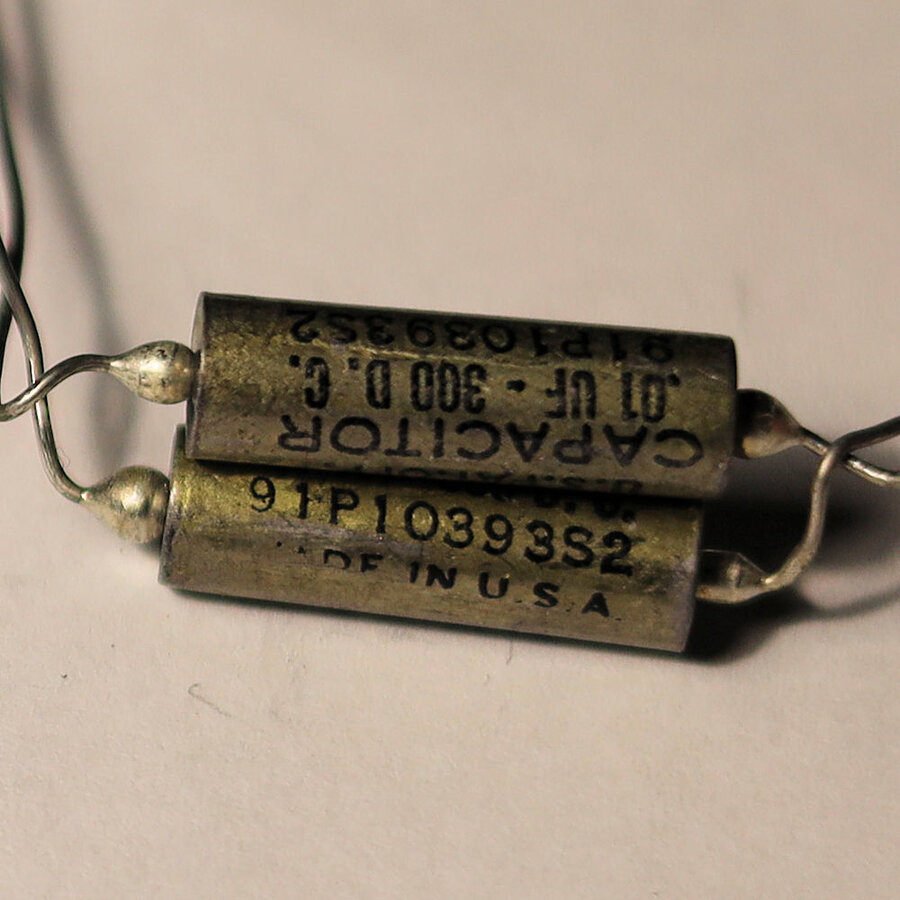 CAPACITOR
.01 UF - 300 D.C.
91P10393S2
91P10393S2
IN U.S.A.